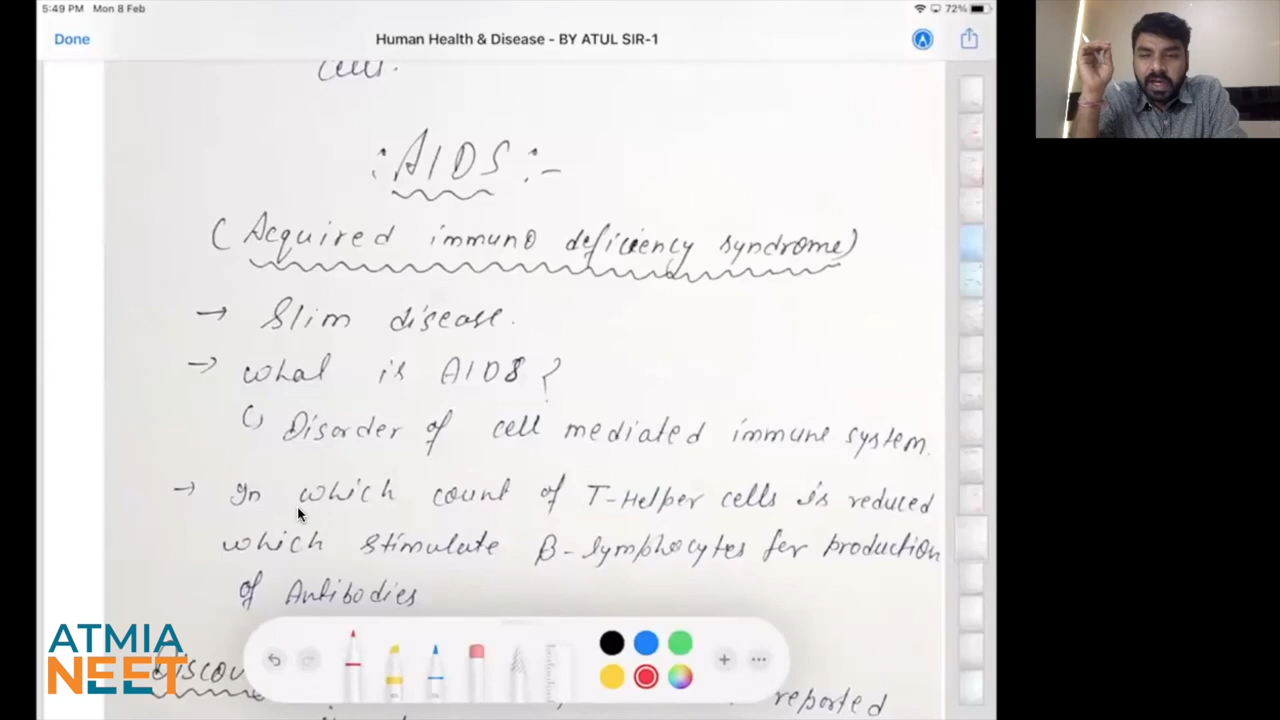 5:49 PM Mon 8 Feb
72%
Done
Human Health & Disease - BY ATUL SIR-1
cells.
:AIDS:-
(Acquired immuno deficiency syndrome)
→ Slim disease.
→ What is AIDS?
Disorder of cell mediated immune system.
→ In which count of T-Helper cells is reduced
which stimulate B-lymphocytes for production
of Antibodies
reported
ATMIA
NEET